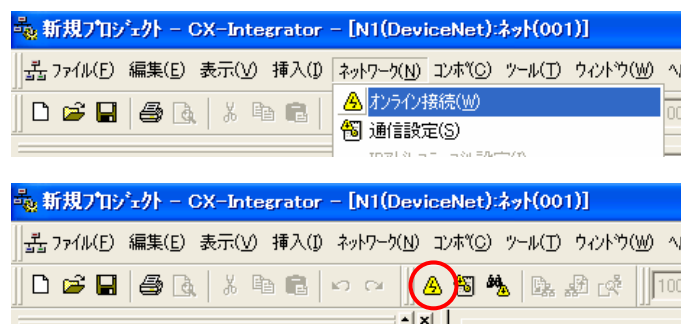 新規プロジェクト - CX-Integrator - [N1(DeviceNet):ネット(001)]
ファイル(F) 編集(E) 表示(V) 挿入(I) ネットワーク(N) コンポ(C) ツール(T) ウィンドウ(W) ヘ
オンライン接続(W)
通信設定(S)
新規プロジェクト - CX-Integrator - [N1(DeviceNet):ネット(001)]
ファイル(F) 編集(E) 表示(V) 挿入(I) ネットワーク(N) コンポ(C) ツール(T) ウィンドウ(W) ヘ
100